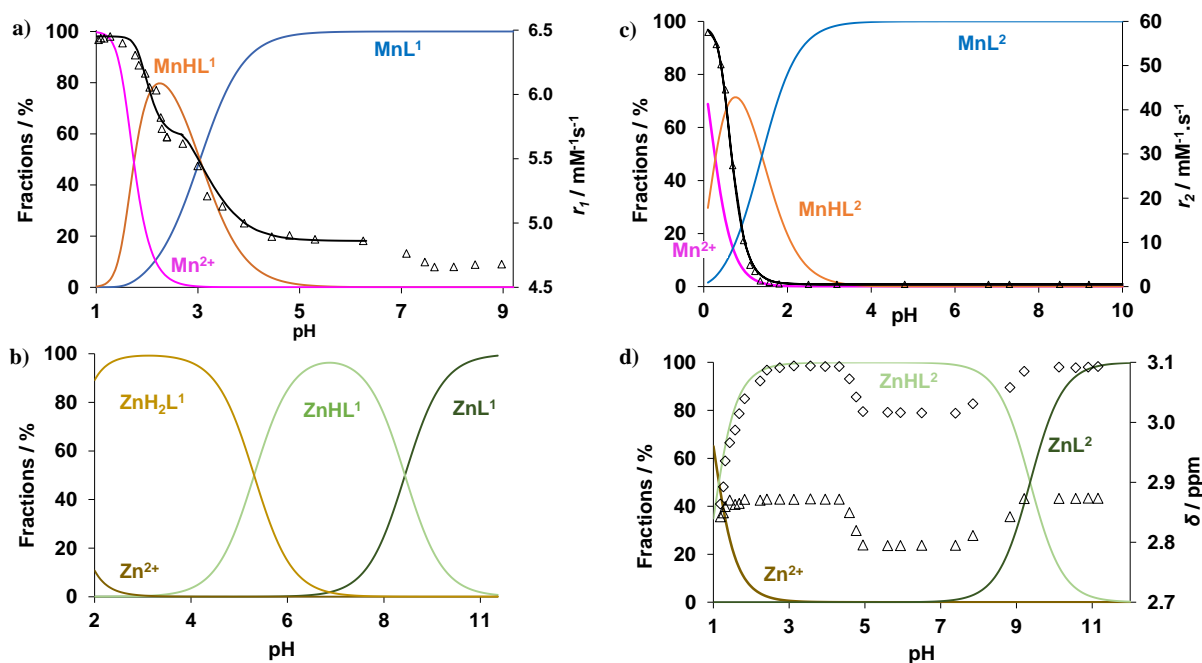 a)
100
80
60
40
20
0
Fractions / %
MnL¹
MnHL¹
Mn²⁺
6.5
6.0
5.5
5.0
4.5
r₁ / mM⁻¹s⁻¹
1 3 5 7 9
pH
c)
100
80
60
40
20
0
Fractions / %
MnL²
MnHL²
Mn²⁺
60
50
40
30
20
10
0
r₂ / mM⁻¹.s⁻¹
0 2 4 6 8 10
pH
b)
100
80
60
40
20
0
Fractions / %
ZnH₂L¹
ZnHL¹
ZnL¹
Zn²⁺
2 4 6 8 11
pH
d)
100
80
60
40
20
0
Fractions / %
ZnHL²
ZnL²
Zn²⁺
3.1
3.0
2.9
2.8
2.7
δ / ppm
1 3 5 7 9 11
pH